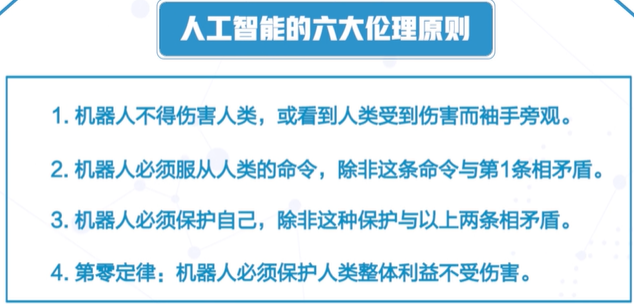 人工智能的六大伦理原则
1. 机器人不得伤害人类，或看到人类受到伤害而袖手旁观。
2. 机器人必须服从人类的命令，除非这条命令与第1条相矛盾。
3. 机器人必须保护自己，除非这种保护与以上两条相矛盾。
4. 第零定律：机器人必须保护人类整体利益不受伤害。